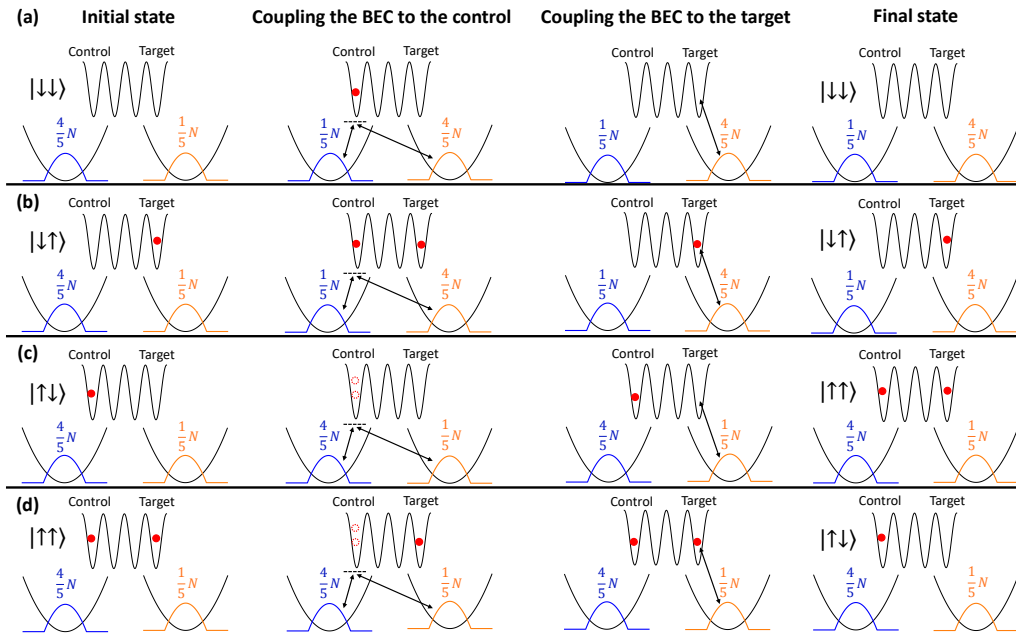 (a) Initial state Coupling the BEC to the control Coupling the BEC to the target Final state
Control Target Control Target Control Target Control Target
|↓↓⟩ |↓↓⟩
4/5 N 1/5 N 1/5 N 4/5 N 1/5 N 4/5 N 1/5 N 4/5 N
(b) Control Target Control Target Control Target Control Target
|↓↑⟩ |↓↑⟩
4/5 N 1/5 N 1/5 N 4/5 N 1/5 N 4/5 N 1/5 N 4/5 N
(c) Control Target Control Target Control Target Control Target
|↑↓⟩ |↑↑⟩
4/5 N 1/5 N 4/5 N 1/5 N 4/5 N 1/5 N 4/5 N 1/5 N
(d) Control Target Control Target Control Target Control Target
|↑↑⟩ |↑↓⟩
4/5 N 1/5 N 4/5 N 1/5 N 4/5 N 1/5 N 4/5 N 1/5 N